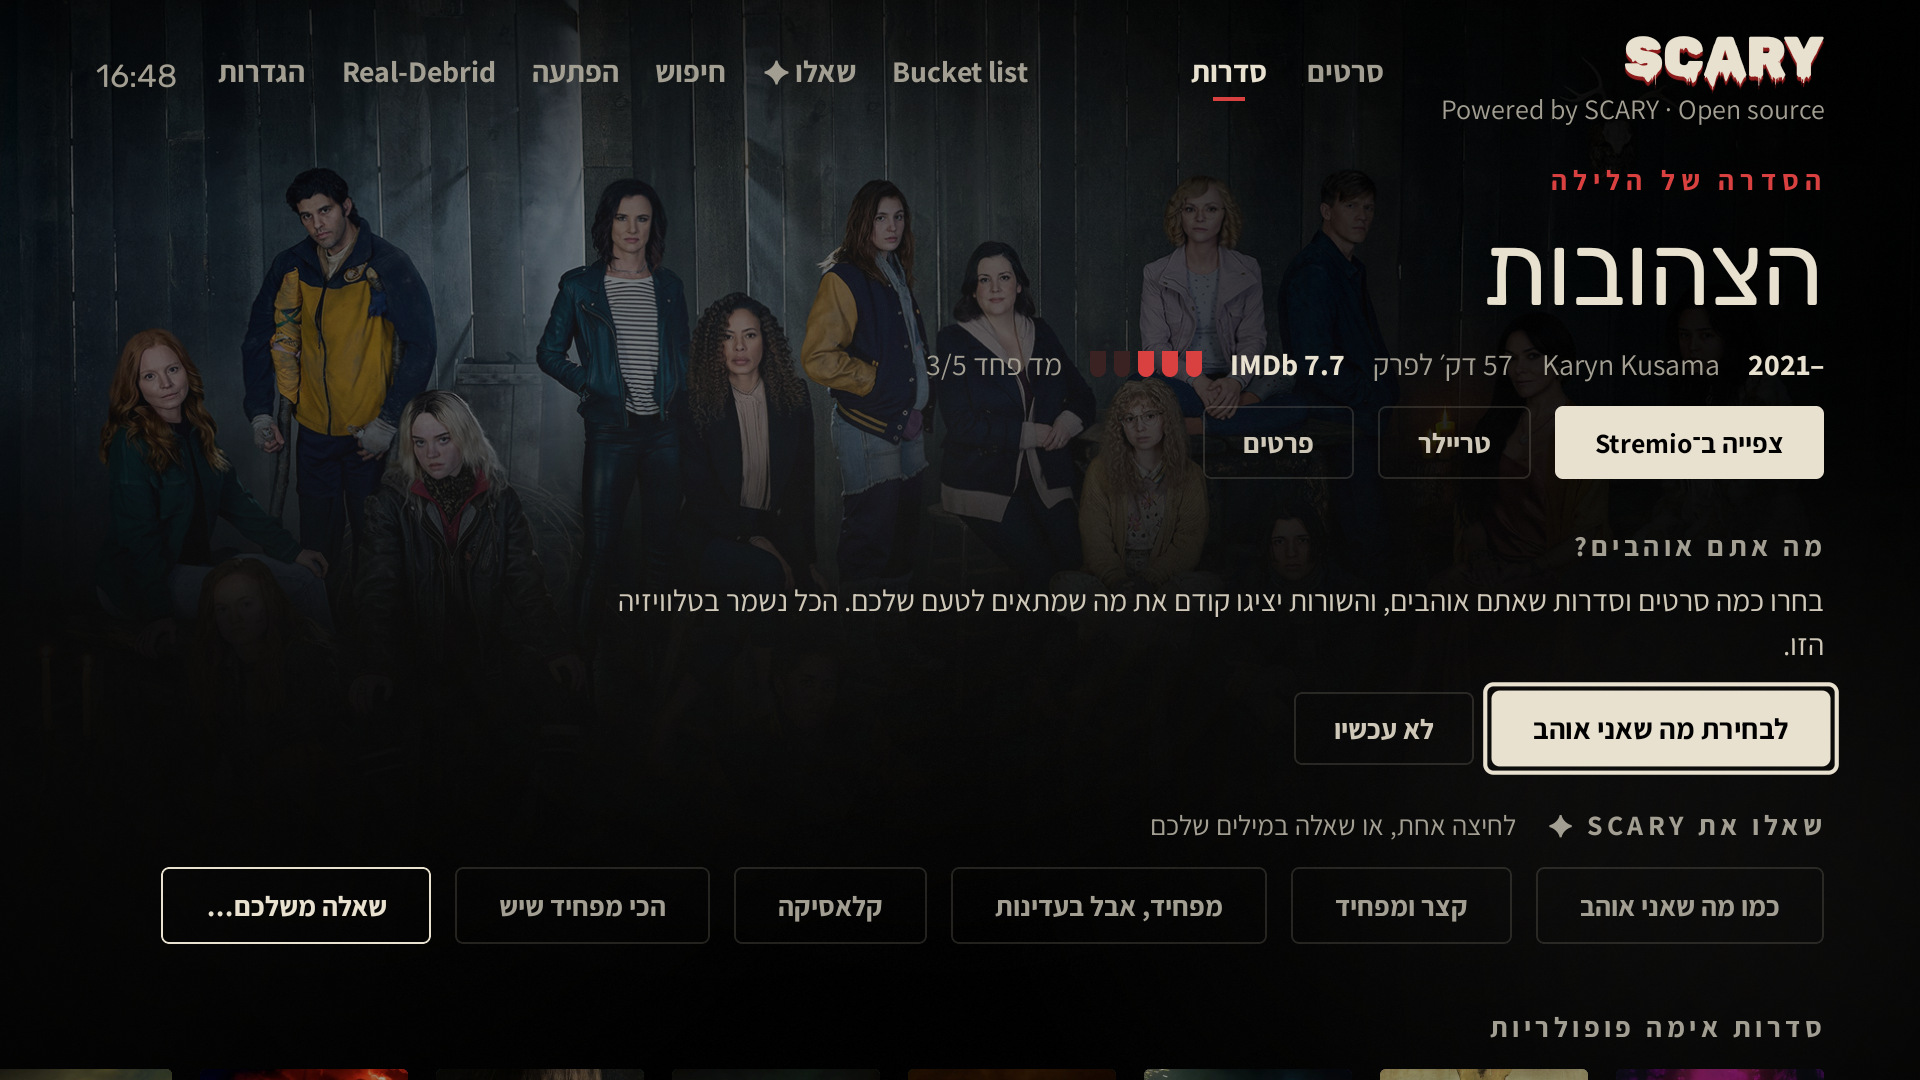 SCARY
Powered by SCARY · Open source
סרטים
סדרות
Bucket list
שאלו
חיפוש
הפתעה
Real-Debrid
הגדרות
16:48
הסדרה של הלילה
הצהובות
2021–  Karyn Kusama  57 דק׳ לפרק  IMDb 7.7  מד פחד 3/5
צפייה ב־Stremio
טריילר
פרטים
מה אתם אוהבים?
בחרו כמה סרטים וסדרות שאתם אוהבים, והשורות יציגו קודם את מה שמתאים לטעם שלכם. הכל נשמר בטלוויזיה
הזו.
לבחירת מה שאני אוהב
לא עכשיו
שאלו את SCARY
לחיצה אחת, או שאלה במילים שלכם
כמו מה שאני אוהב
קצר ומפחיד
מפחיד, אבל בעדינות
קלאסיקה
הכי מפחיד שיש
שאלה משלכם...
סדרות אימה פופולריות